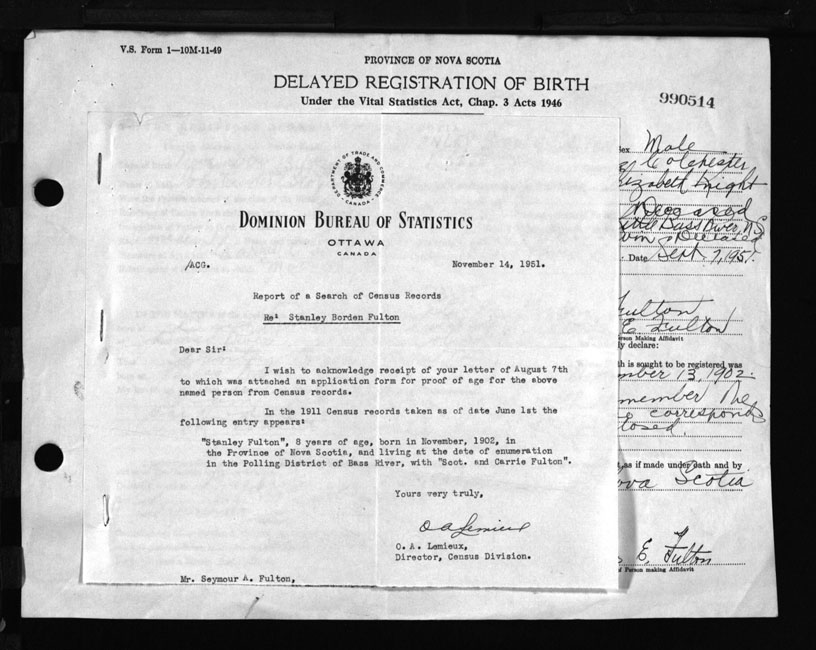 V.S. Form 1—10M-11-49
PROVINCE OF NOVA SCOTIA
DELAYED REGISTRATION OF BIRTH
Under the Vital Statistics Act, Chap. 3 Acts 1946
990514
DEPARTMENT OF TRADE AND COMMERCE
CANADA
DOMINION BUREAU OF STATISTICS
OTTAWA
CANADA
/ACG.
November 14, 1951.
Report of a Search of Census Records
Re: Stanley Borden Fulton
Dear Sir:
I wish to acknowledge receipt of your letter of August 7th
to which was attached an application form for proof of age for the above
named person from Census records.
In the 1911 Census records taken as of date June 1st the
following entry appears:
"Stanley Fulton", 8 years of age, born in November, 1902, in
the Province of Nova Scotia, and living at the date of enumeration
in the Polling District of Bass River, with "Scot. and Carrie Fulton".
Yours very truly,
O A Lemieux
O. A. Lemieux,
Director, Census Division.
Mr. Seymour A. Fulton,
Sex Male
Colchester
Deceased
Bass River, N.S.
Deceased
Date Sept. 7, 1951.
Fulton
E. Fulton
Person Making Affidavit
ly declare:
th is sought to be registered was
mber 13, 1902.
member the
corresponds
losed.
t, as if made under oath and by
ova Scotia
E. Fulton
of Person making Affidavit